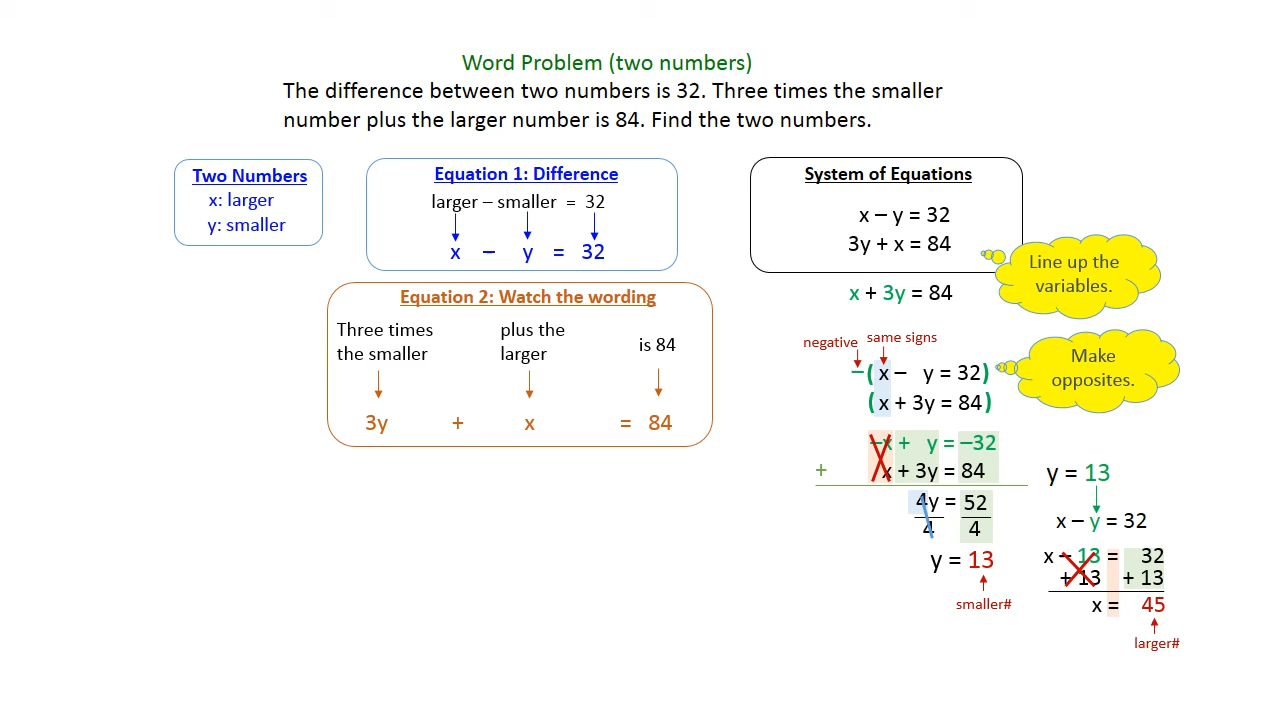 Word Problem (two numbers)
The difference between two numbers is 32. Three times the smaller
number plus the larger number is 84. Find the two numbers.
Two Numbers
x: larger
y: smaller
Equation 1: Difference
larger – smaller = 32
x – y = 32
Equation 2: Watch the wording
Three times
the smaller
plus the
larger
is 84
3y + x = 84
System of Equations
x – y = 32
3y + x = 84
Line up the
variables.
x + 3y = 84
negative
same signs
–(x – y = 32)
(x + 3y = 84)
Make
opposites.
–x + y = –32
+ x + 3y = 84
4y = 52
4 4
y = 13
smaller#
y = 13
x – y = 32
x – 13 = 32
+ 13 + 13
x = 45
larger#